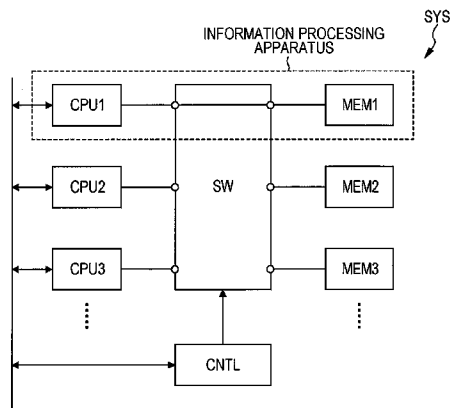 SYS
INFORMATION PROCESSING
APPARATUS
CPU1
MEM1
CPU2
SW
MEM2
CPU3
MEM3
CNTL